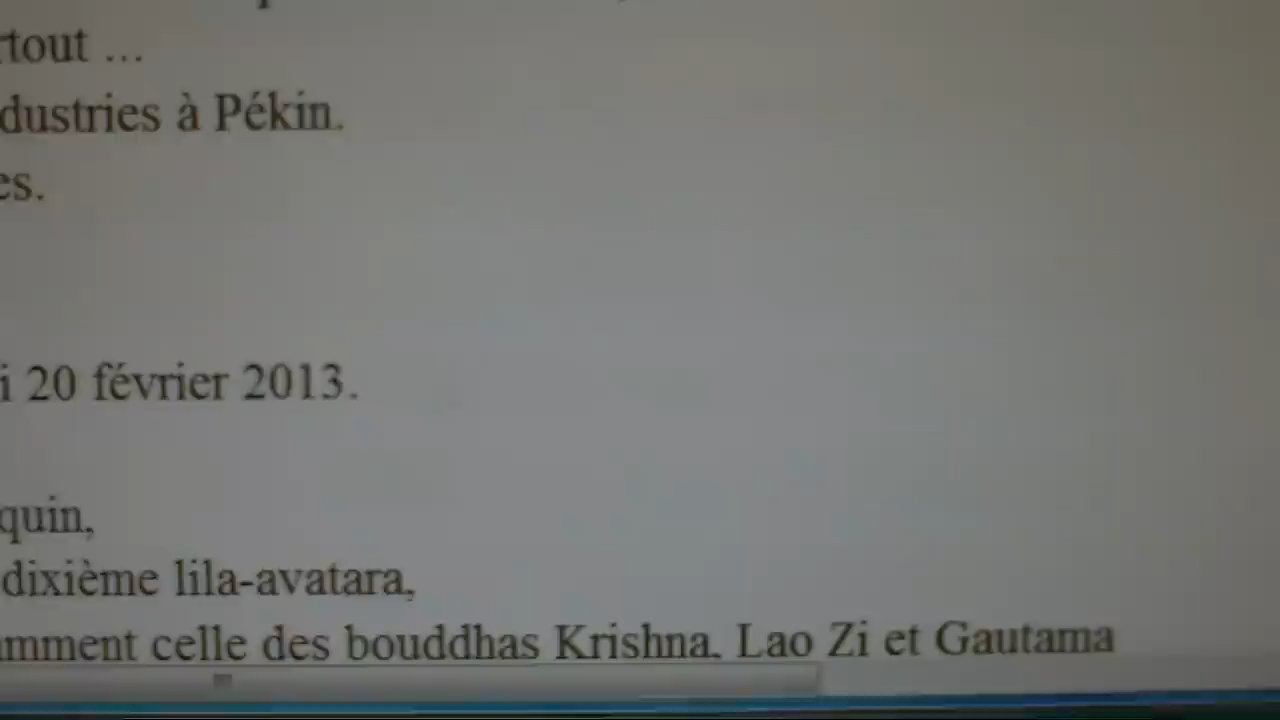 rtout ...
dustries à Pékin.
es.
i 20 février 2013.
quin,
dixième lila-avatara,
mment celle des bouddhas Krishna, Lao Zi et Gautama